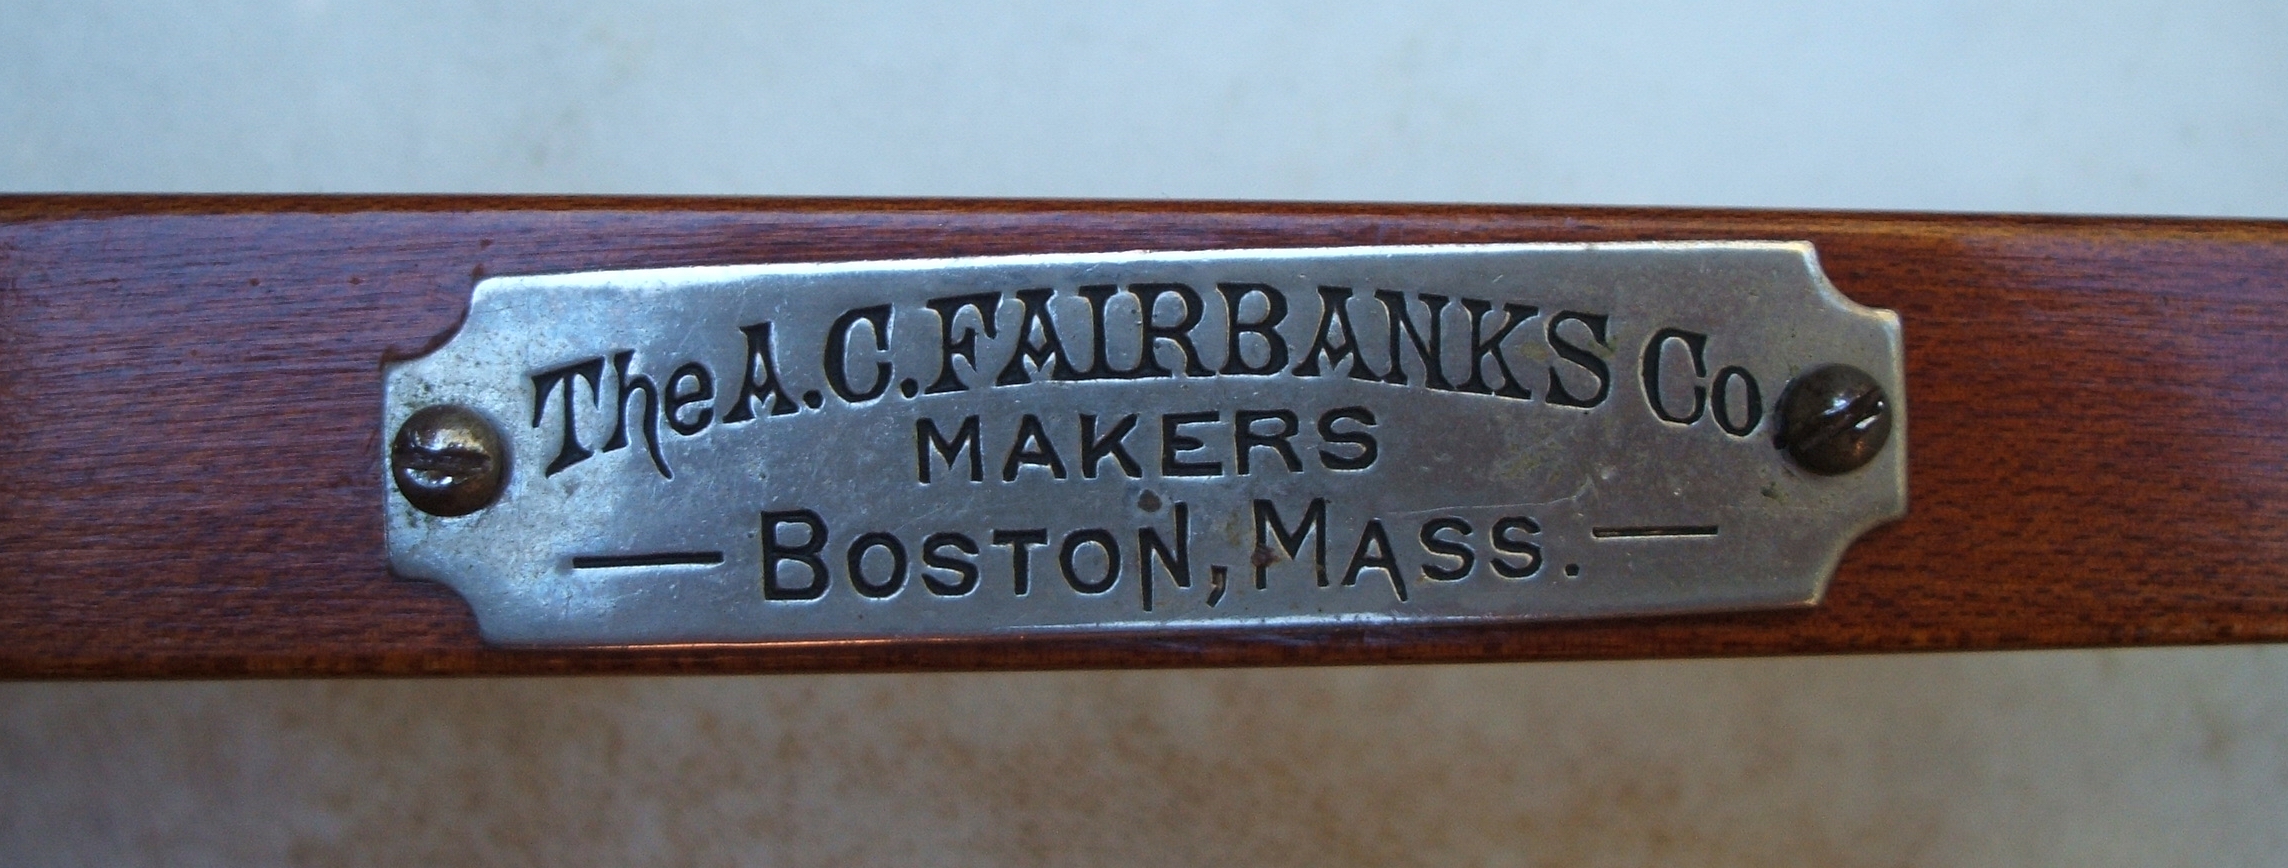 The A.C. FAIRBANKS Co
MAKERS
— BOSTON, MASS. —